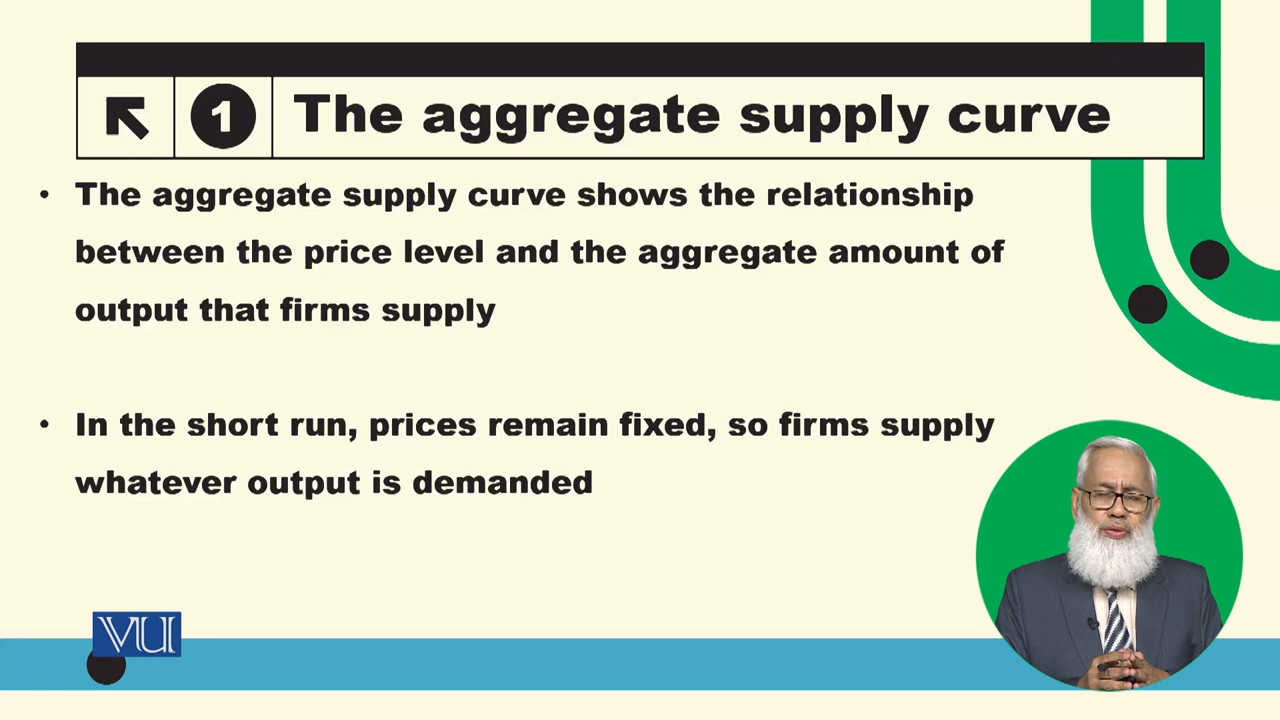 1 The aggregate supply curve
• The aggregate supply curve shows the relationship
between the price level and the aggregate amount of
output that firms supply
• In the short run, prices remain fixed, so firms supply
whatever output is demanded
VU